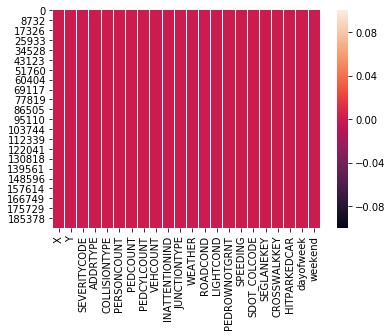 0
8732
17326
25933
34528
43123
51760
60404
69117
77819
86505
95110
103744
112339
122041
130818
139561
148596
157614
166749
175729
185378
X
Y
SEVERITYCODE
ADDRTYPE
COLLISIONTYPE
PERSONCOUNT
PEDCOUNT
PEDCYLCOUNT
VEHCOUNT
INATTENTIONIND
JUNCTIONTYPE
WEATHER
ROADCOND
LIGHTCOND
PEDROWNOTGRNT
SPEEDING
SDOT_COLCODE
SEGLANEKEY
CROSSWALKKEY
HITPARKEDCAR
dayofweek
weekend
0.08
0.04
0.00
−0.04
−0.08